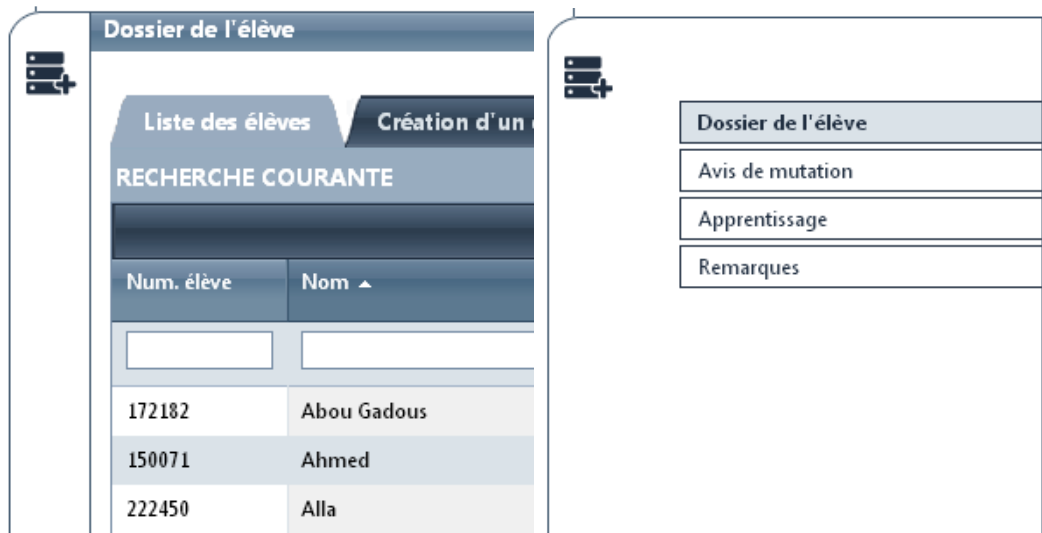 Dossier de l'élève
Liste des élèves
Création d'un
RECHERCHE COURANTE
Num. élève
Nom
172182
Abou Gadous
150071
Ahmed
222450
Alla
Dossier de l'élève
Avis de mutation
Apprentissage
Remarques